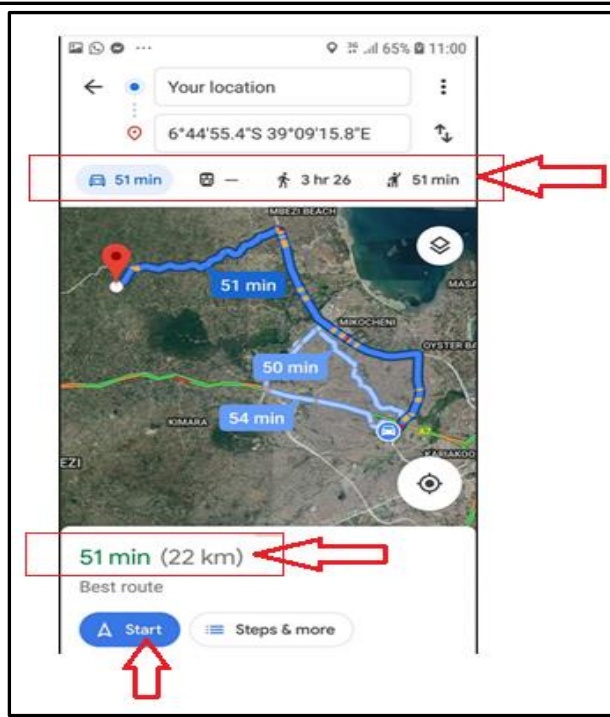 65% 11:00
Your location
6°44'55.4"S 39°09'15.8"E
51 min — 3 hr 26 51 min
MBEZI BEACH
51 min
MASA
MIKOCHENI
OYSTER BA
50 min
KIMARA 54 min
A7
EZI
KARIAKOO
51 min (22 km)
Best route
Start Steps & more